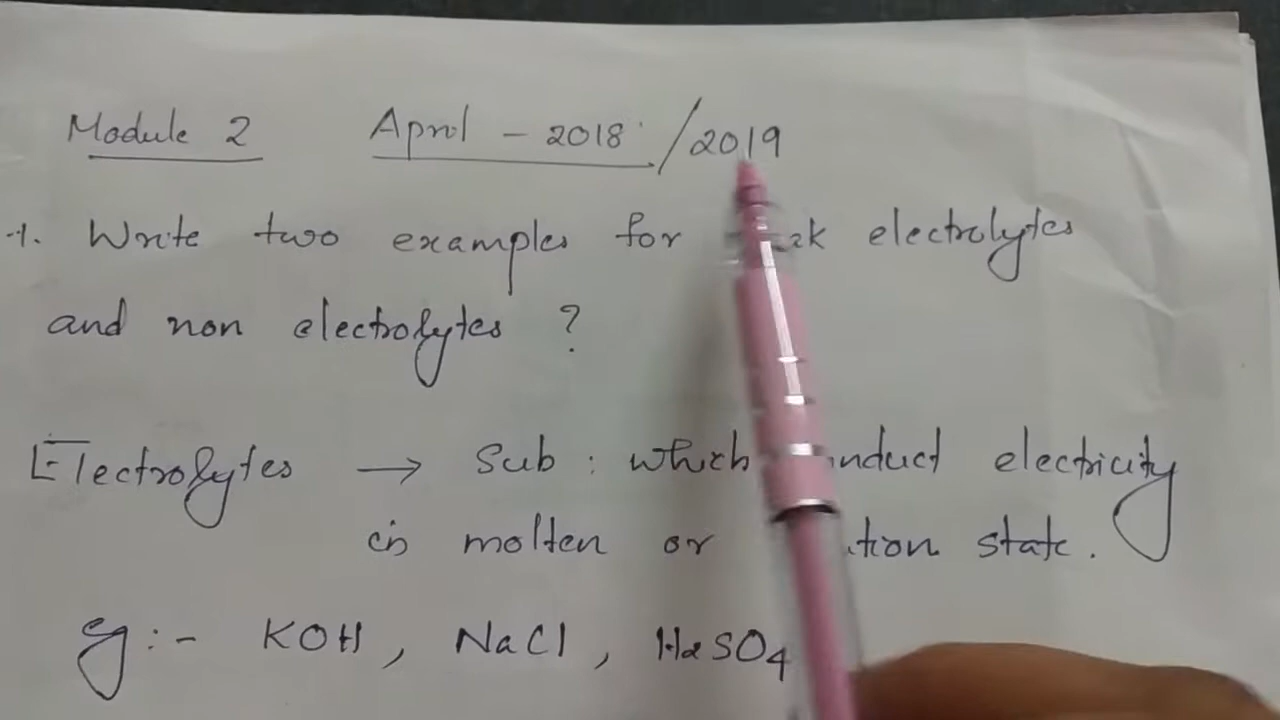 Module 2 April - 2018 / 2019
1. Write two examples for electrolytes
and non electrolytes ?
Electrolytes → Sub : which electricity
in molten or state.
eg :- KOH , NaCl , H2SO4